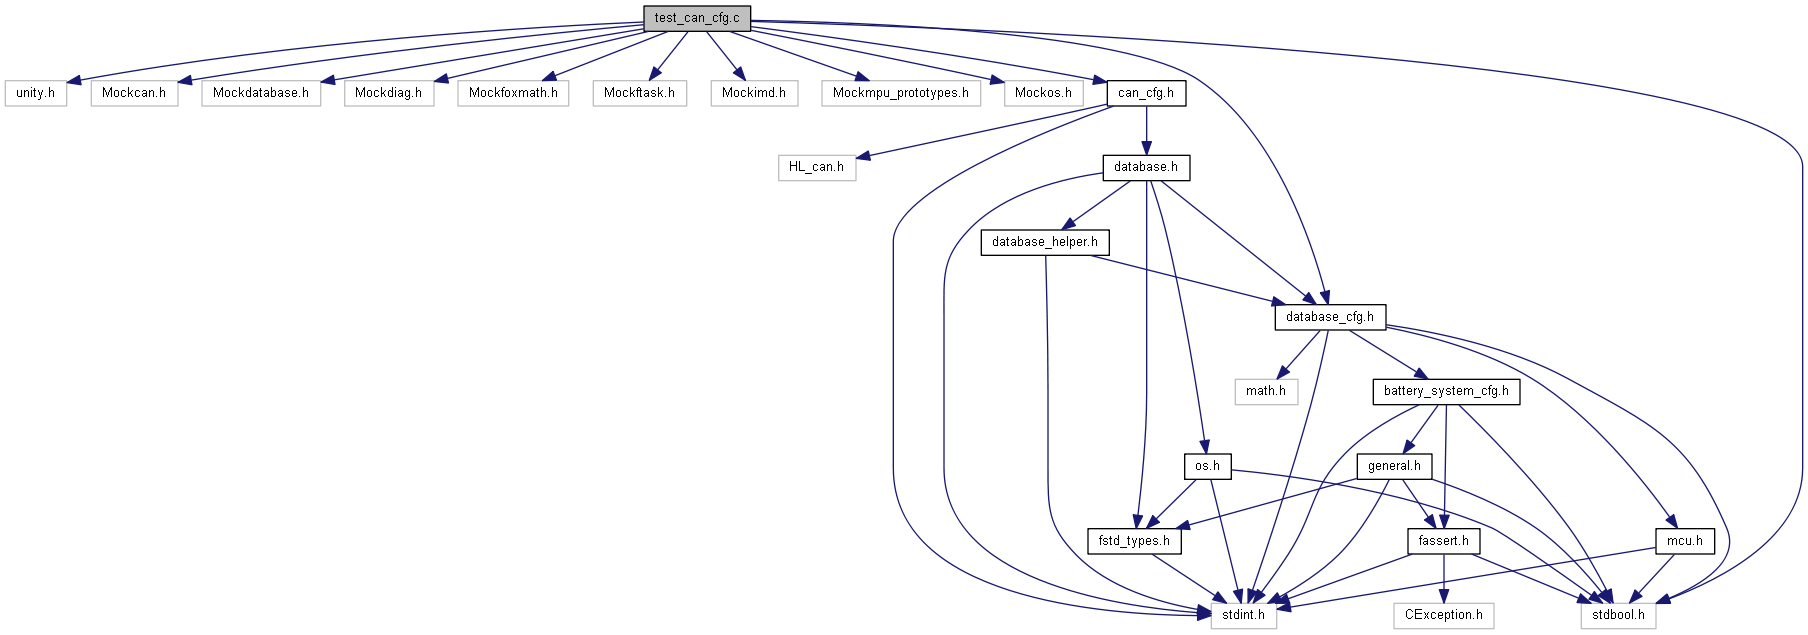 test_can_cfg.c
unity.h
Mockcan.h
Mockdatabase.h
Mockdiag.h
Mockfoxmath.h
Mockftask.h
Mockimd.h
Mockmpu_prototypes.h
Mockos.h
can_cfg.h
HL_can.h
database.h
database_helper.h
database_cfg.h
math.h
battery_system_cfg.h
os.h
general.h
fstd_types.h
fassert.h
mcu.h
stdint.h
CException.h
stdbool.h